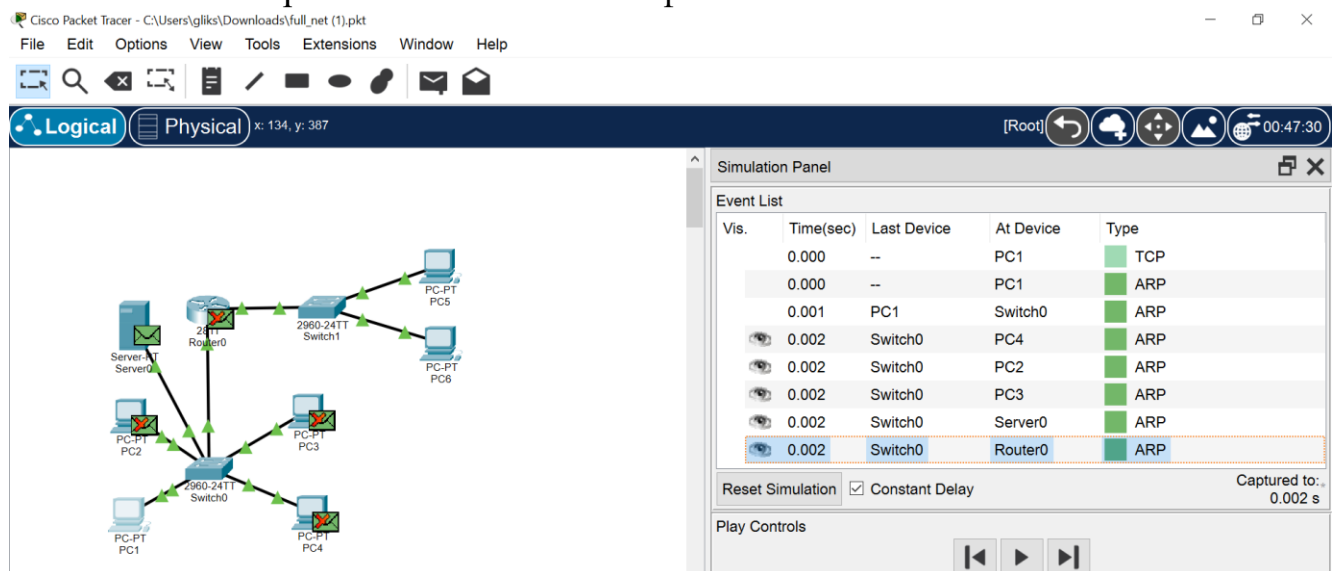 Cisco Packet Tracer - C:\Users\gliks\Downloads\full_net (1).pkt
File Edit Options View Tools Extensions Window Help
Logical Physical x: 134, y: 387 [Root] 00:47:30
Simulation Panel
Event List
Vis. Time(sec) Last Device At Device Type
0.000 -- PC1 TCP
0.000 -- PC1 ARP
0.001 PC1 Switch0 ARP
0.002 Switch0 PC4 ARP
0.002 Switch0 PC2 ARP
0.002 Switch0 PC3 ARP
0.002 Switch0 Server0 ARP
0.002 Switch0 Router0 ARP
Reset Simulation Constant Delay Captured to:
0.002 s
Play Controls
PC-PT
PC5
2960-24TT
Switch1
Router0
Server-PT
Server0
PC-PT
PC6
PC-PT
PC2
PC-PT
PC3
2960-24TT
Switch0
PC-PT
PC1
PC-PT
PC4